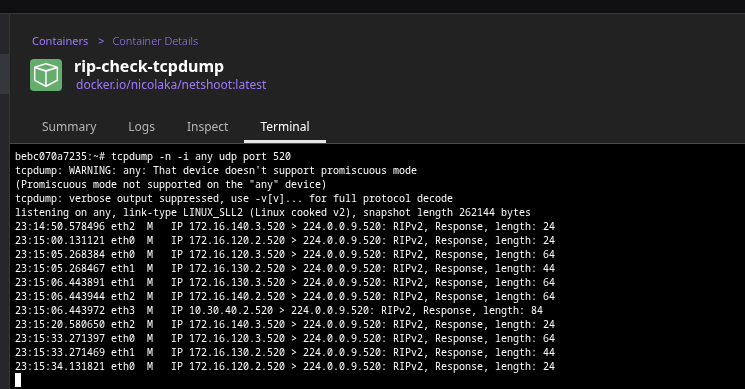 Containers > Container Details
rip-check-tcpdump
docker.io/nicolaka/netshoot:latest
Summary Logs Inspect Terminal
bebc070a7235:~# tcpdump -n -i any udp port 520
tcpdump: WARNING: any: That device doesn't support promiscuous mode
(Promiscuous mode not supported on the "any" device)
tcpdump: verbose output suppressed, use -v[v]... for full protocol decode
listening on any, link-type LINUX_SLL2 (Linux cooked v2), snapshot length 262144 bytes
23:14:50.578496 eth2  M   IP 172.16.140.3.520 > 224.0.0.9.520: RIPv2, Response, length: 24
23:15:00.131121 eth0  M   IP 172.16.120.2.520 > 224.0.0.9.520: RIPv2, Response, length: 24
23:15:05.268384 eth0  M   IP 172.16.120.3.520 > 224.0.0.9.520: RIPv2, Response, length: 64
23:15:05.268467 eth1  M   IP 172.16.130.2.520 > 224.0.0.9.520: RIPv2, Response, length: 44
23:15:06.443891 eth1  M   IP 172.16.130.3.520 > 224.0.0.9.520: RIPv2, Response, length: 64
23:15:06.443944 eth2  M   IP 172.16.140.2.520 > 224.0.0.9.520: RIPv2, Response, length: 64
23:15:06.443972 eth3  M   IP 10.30.40.2.520 > 224.0.0.9.520: RIPv2, Response, length: 84
23:15:20.580650 eth2  M   IP 172.16.140.3.520 > 224.0.0.9.520: RIPv2, Response, length: 24
23:15:33.271397 eth0  M   IP 172.16.120.3.520 > 224.0.0.9.520: RIPv2, Response, length: 64
23:15:33.271469 eth1  M   IP 172.16.130.2.520 > 224.0.0.9.520: RIPv2, Response, length: 44
23:15:34.131821 eth0  M   IP 172.16.120.2.520 > 224.0.0.9.520: RIPv2, Response, length: 24